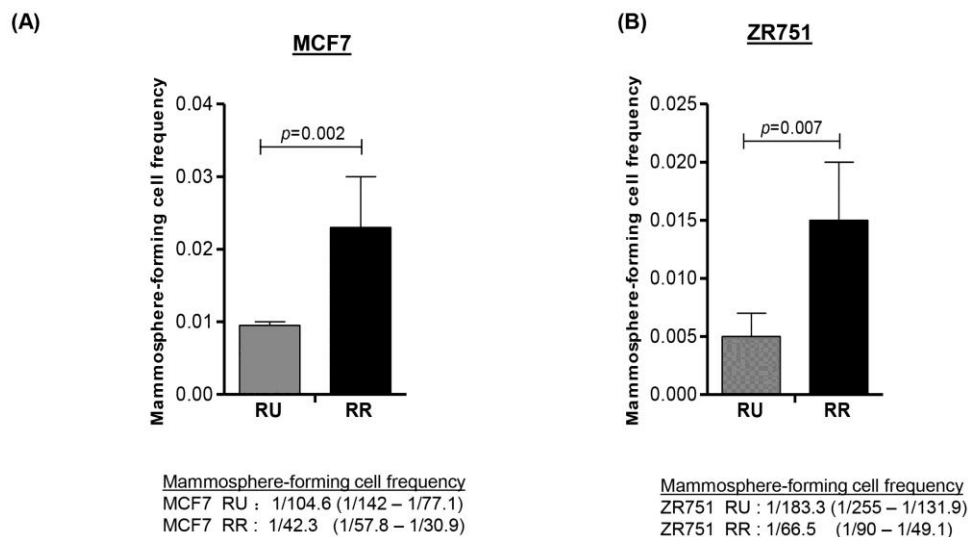 (A)
MCF7
Mammosphere-forming cell frequency
0.04
0.03
0.02
0.01
0.00
p=0.002
RU RR
Mammosphere-forming cell frequency
MCF7 RU : 1/104.6 (1/142 – 1/77.1)
MCF7 RR : 1/42.3 (1/57.8 – 1/30.9)
(B)
ZR751
Mammosphere-forming cell frequency
0.025
0.020
0.015
0.010
0.005
0.000
p=0.007
RU RR
Mammosphere-forming cell frequency
ZR751 RU : 1/183.3 (1/255 – 1/131.9)
ZR751 RR : 1/66.5 (1/90 – 1/49.1)